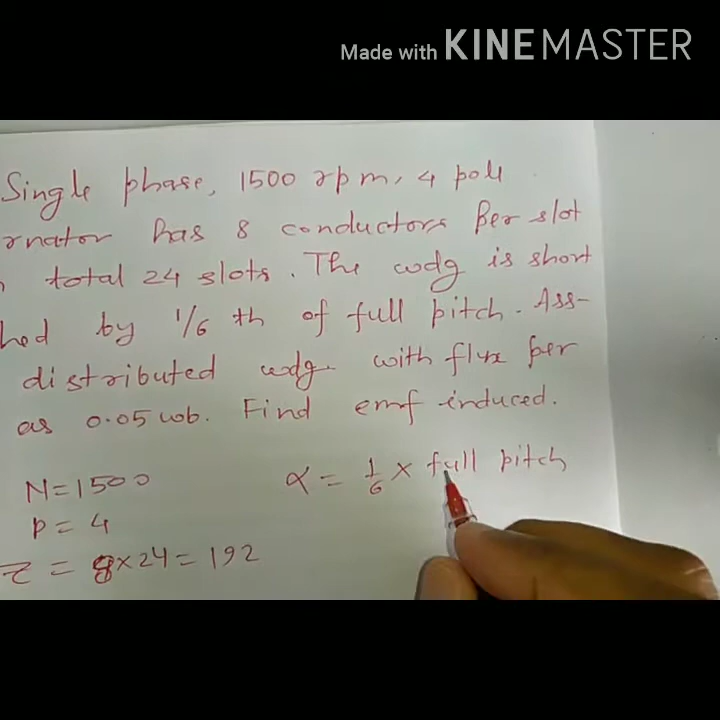 Made with KINEMASTER
Single phase, 1500 rpm, 4 pole
rnator has 8 conductors per slot
total 24 slots. The wdg is short
hed by 1/6 th of full pitch. Ass-
distributed wdg. with flux per
as 0.05 wb. Find emf induced.
N=1500
α = 1/6 × full pitch
p = 4
Z = 8×24 = 192